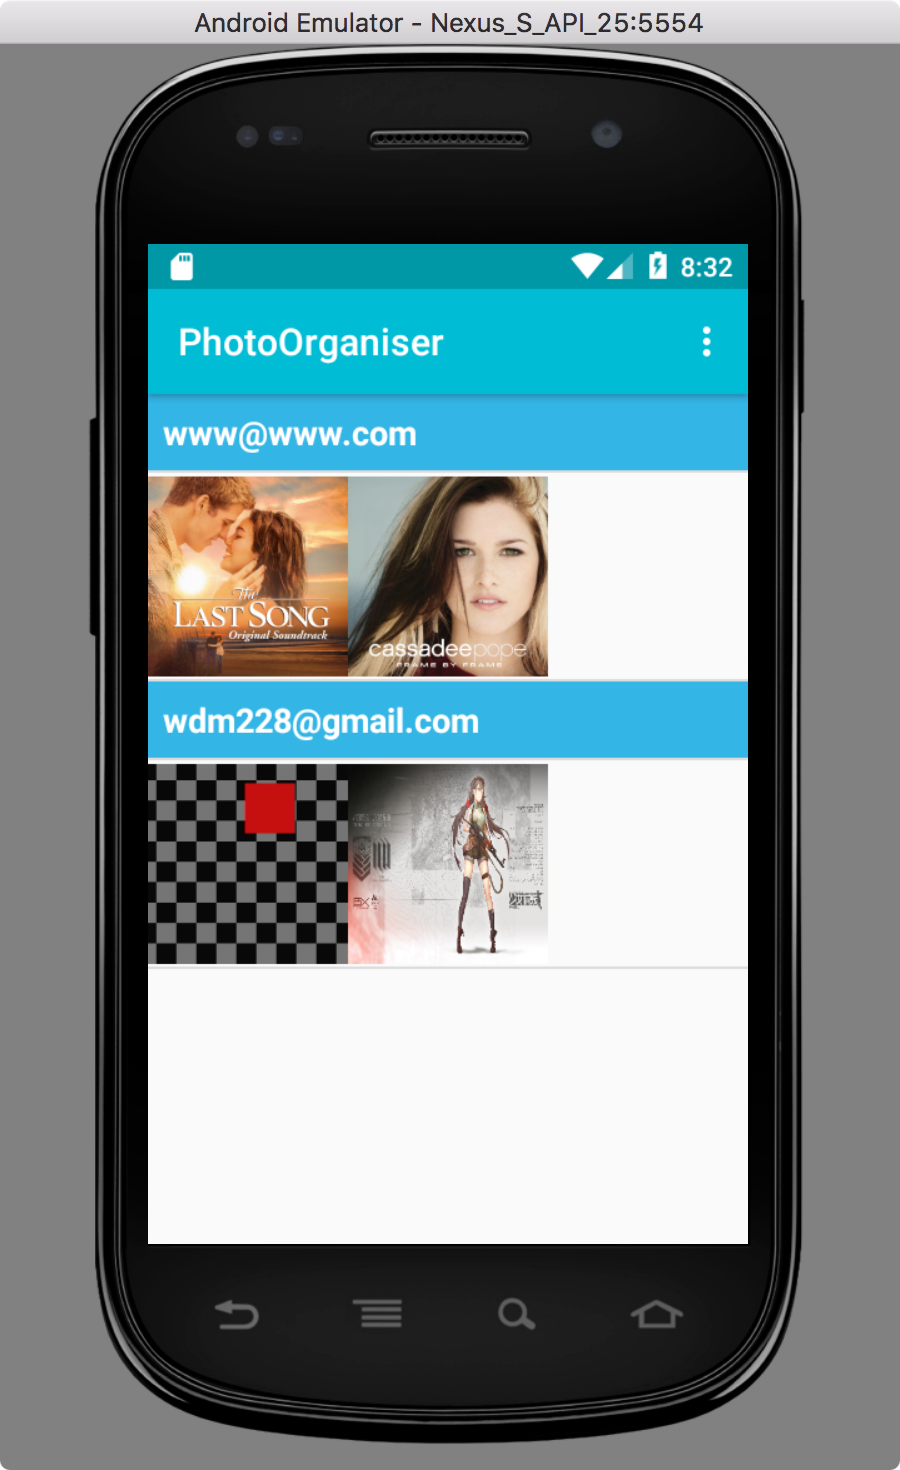 Android Emulator - Nexus_S_API_25:5554
8:32
PhotoOrganiser
www@www.com
The
LAST SONG
Original Soundtrack
cassadeepope
FRAME BY FRAME
wdm228@gmail.com